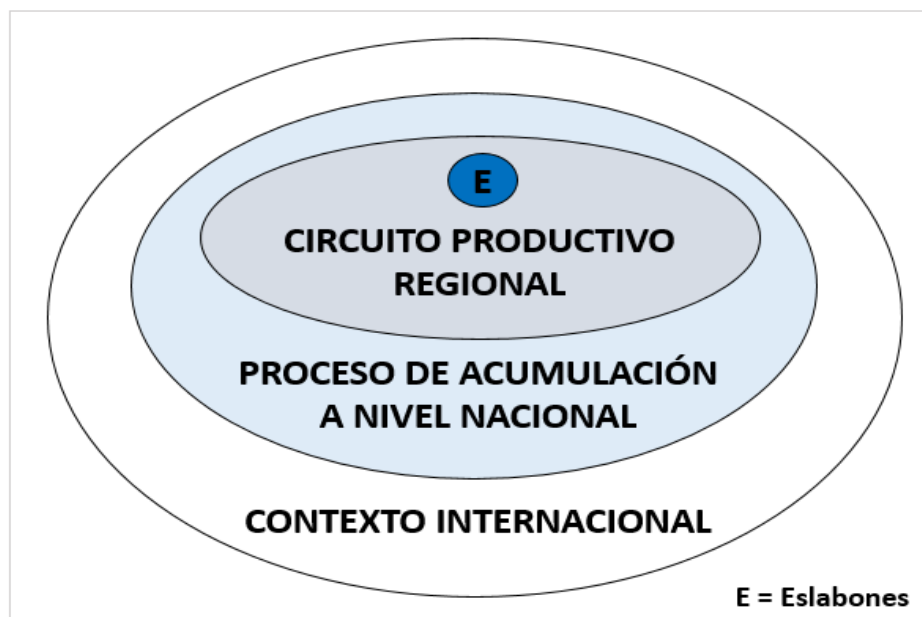 E
CIRCUITO PRODUCTIVO
REGIONAL
PROCESO DE ACUMULACIÓN
A NIVEL NACIONAL
CONTEXTO INTERNACIONAL
E = Eslabones